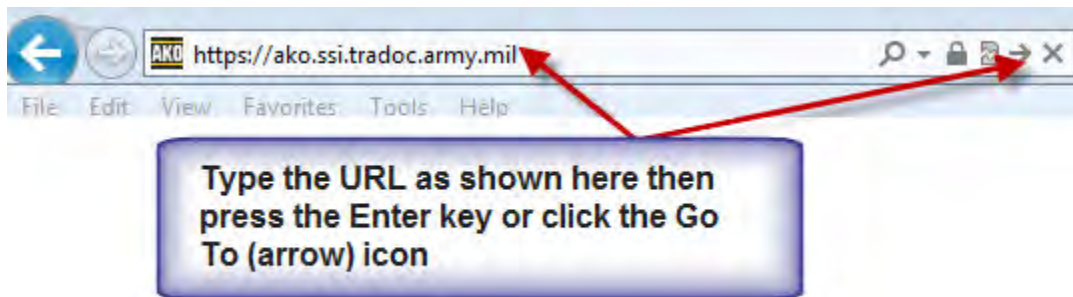 AKO https://ako.ssi.tradoc.army.mil
File Edit View Favorites Tools Help
Type the URL as shown here then
press the Enter key or click the Go
To (arrow) icon